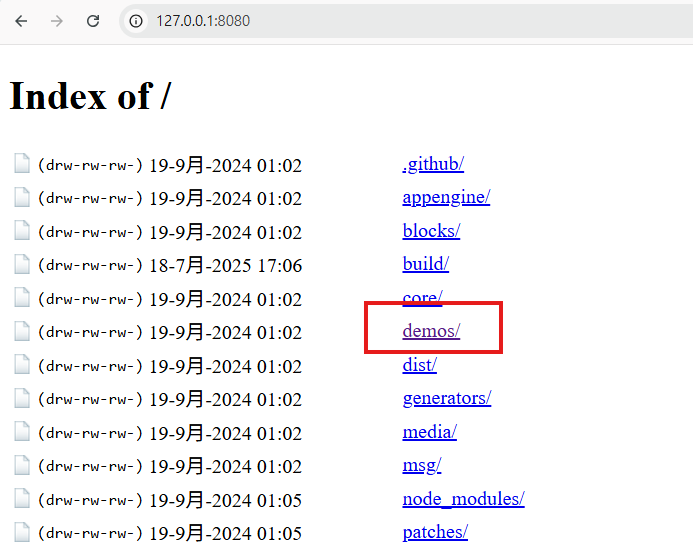 127.0.0.1:8080
Index of /
(drw-rw-rw-) 19-9月-2024 01:02 .github/
(drw-rw-rw-) 19-9月-2024 01:02 appengine/
(drw-rw-rw-) 19-9月-2024 01:02 blocks/
(drw-rw-rw-) 18-7月-2025 17:06 build/
(drw-rw-rw-) 19-9月-2024 01:02 core/
(drw-rw-rw-) 19-9月-2024 01:02 demos/
(drw-rw-rw-) 19-9月-2024 01:02 dist/
(drw-rw-rw-) 19-9月-2024 01:02 generators/
(drw-rw-rw-) 19-9月-2024 01:02 media/
(drw-rw-rw-) 19-9月-2024 01:02 msg/
(drw-rw-rw-) 19-9月-2024 01:05 node_modules/
(drw-rw-rw-) 19-9月-2024 01:05 patches/